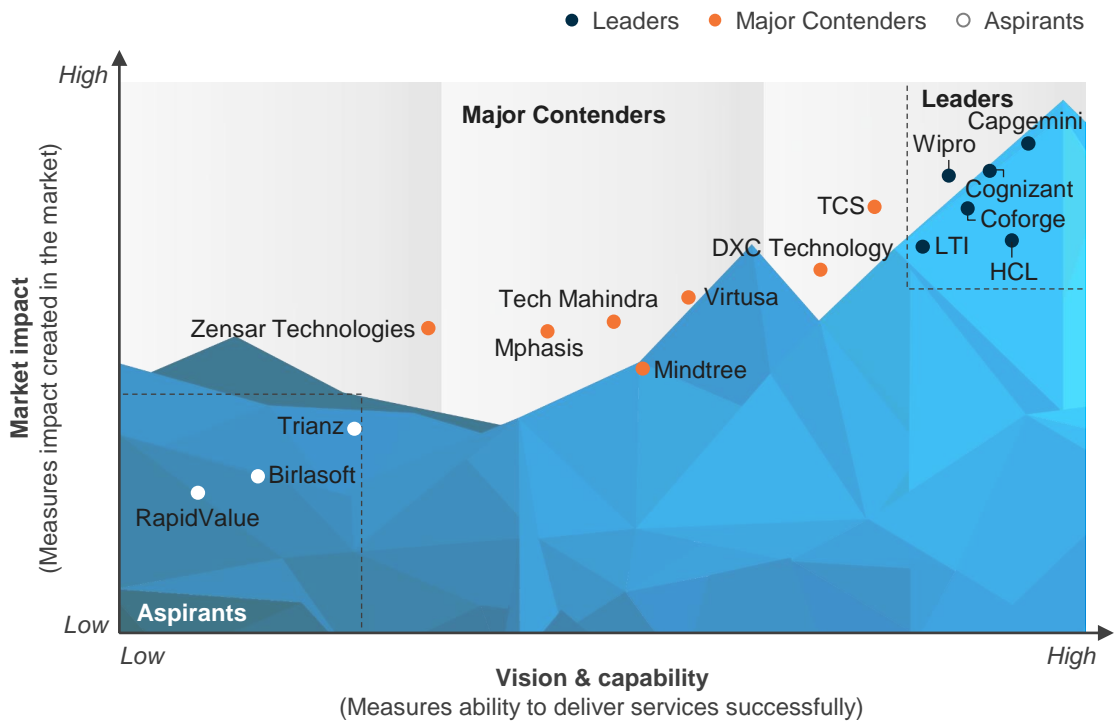 Leaders Major Contenders Aspirants
High
Major Contenders
Leaders
Capgemini
Wipro
Cognizant
TCS
Coforge
DXC Technology
LTI
HCL
Tech Mahindra
Virtusa
Zensar Technologies
Mphasis
Mindtree
Trianz
Birlasoft
RapidValue
Aspirants
Market impact
(Measures impact created in the market)
Low
Low
High
Vision & capability
(Measures ability to deliver services successfully)